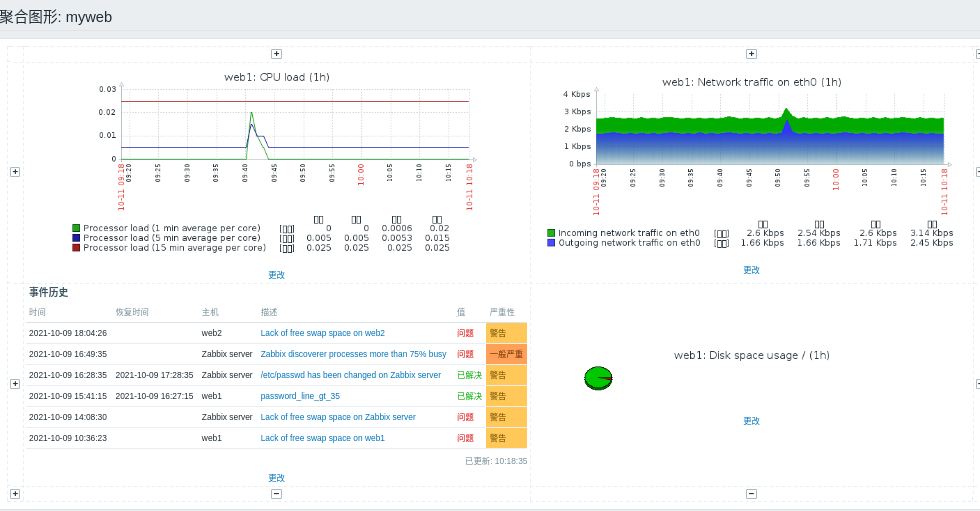 聚合图形: myweb
web1: CPU load (1h)
0.03
0.02
0.01
0
10-11 09:18
09:20
09:25
09:30
09:35
09:40
09:45
09:50
09:55
10:00
10:05
10:10
10:15
10-11 10:18
Processor load (1 min average per core) 0 0 0.0006 0.02
Processor load (5 min average per core) 0.005 0.005 0.0053 0.015
Processor load (15 min average per core) 0.025 0.025 0.025 0.025
更改
web1: Network traffic on eth0 (1h)
4 Kbps
3 Kbps
2 Kbps
1 Kbps
0 bps
10-11 09:18
09:20
09:25
09:30
09:35
09:40
09:45
09:50
09:55
10:00
10:05
10:10
10:15
10-11 10:18
Incoming network traffic on eth0 2.6 Kbps 2.54 Kbps 2.6 Kbps 3.14 Kbps
Outgoing network traffic on eth0 1.66 Kbps 1.66 Kbps 1.71 Kbps 2.45 Kbps
更改
事件历史
时间 恢复时间 主机 描述 值 严重性
2021-10-09 18:04:26 web2 Lack of free swap space on web2 问题 警告
2021-10-09 16:49:35 Zabbix server Zabbix discoverer processes more than 75% busy 问题 一般严重
2021-10-09 16:28:35 2021-10-09 17:28:35 Zabbix server /etc/passwd has been changed on Zabbix server 已解决 警告
2021-10-09 15:41:15 2021-10-09 16:27:15 web1 password_line_gt_35 已解决 警告
2021-10-09 14:08:30 Zabbix server Lack of free swap space on Zabbix server 问题 警告
2021-10-09 10:36:23 web1 Lack of free swap space on web1 问题 警告
已更新: 10:18:35
更改
web1: Disk space usage / (1h)
更改